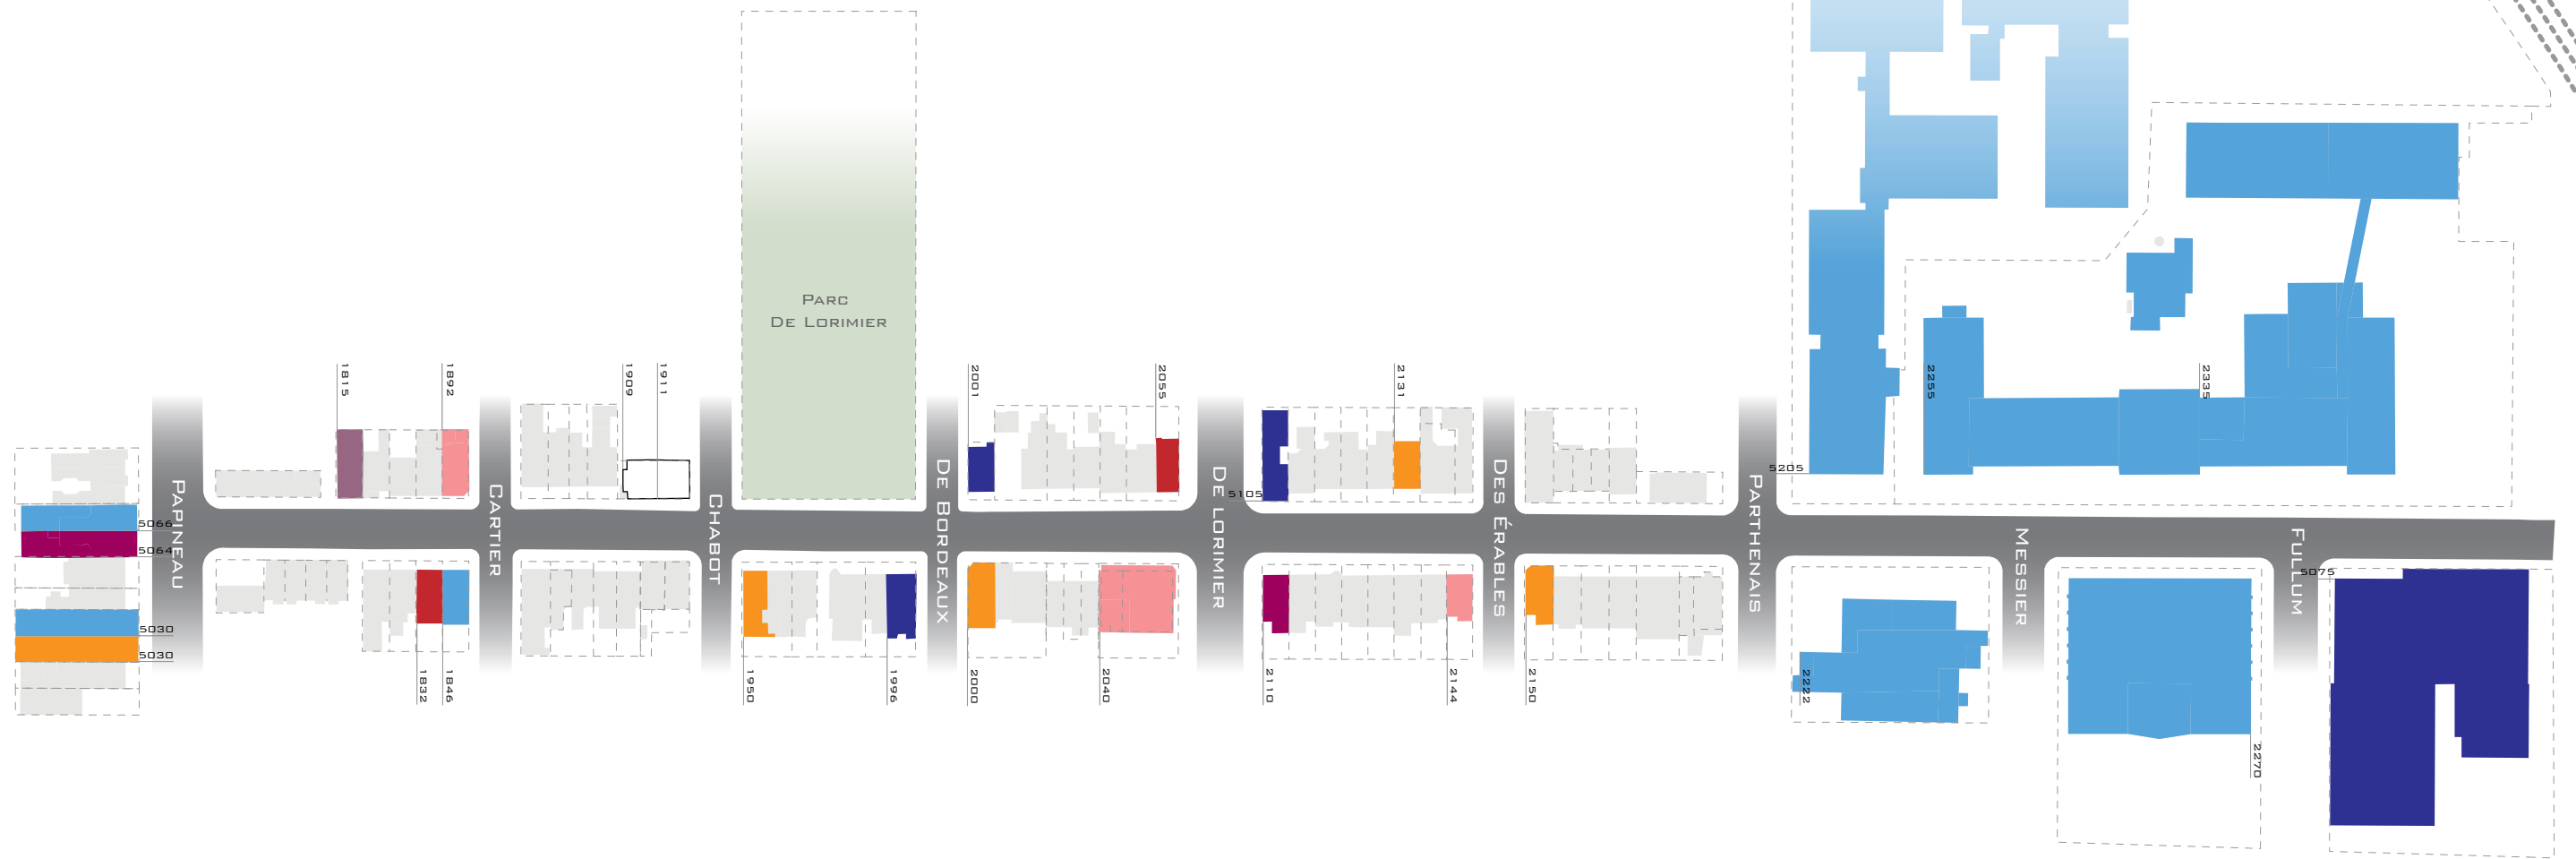 Parc
De Lorimier
1815
1892
1909
1911
2001
2055
2131
2255
2335
5205
5105
5066
5064
5030
5030
Papineau
Cartier
Chabot
De Bordeaux
De Lorimier
Des Érables
Parthenais
Messier
Fullum
5075
1832
1846
1950
1996
2000
2040
2110
2144
2150
2222
2270